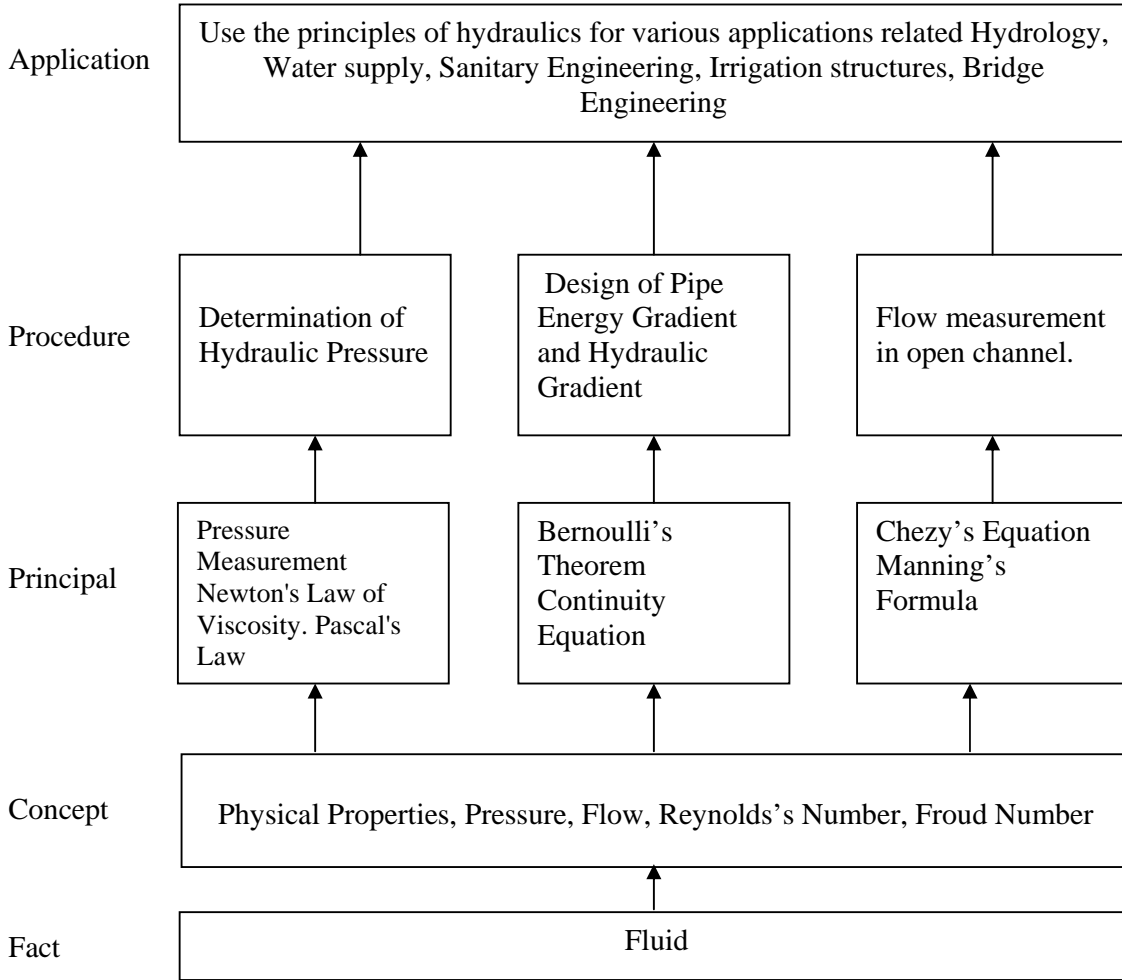 Application
Use the principles of hydraulics for various applications related Hydrology,
Water supply, Sanitary Engineering, Irrigation structures, Bridge
Engineering
Procedure
Determination of
Hydraulic Pressure
Design of Pipe
Energy Gradient
and Hydraulic
Gradient
Flow measurement
in open channel.
Principal
Pressure
Measurement
Newton's Law of
Viscosity. Pascal's
Law
Bernoulli’s
Theorem
Continuity
Equation
Chezy’s Equation
Manning’s
Formula
Concept
Physical Properties, Pressure, Flow, Reynolds’s Number, Froud Number
Fact
Fluid